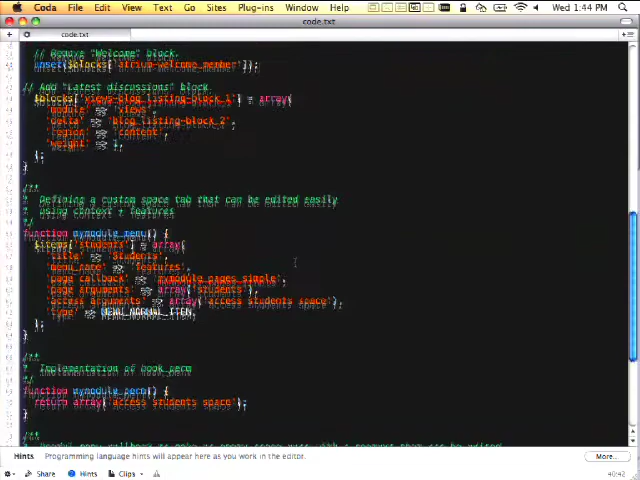 Coda File Edit View Text Go Sites Plug-ins Window Help Wed 1:44 PM
code.txt
code.txt
// Remove "Welcome" block.
unset($blocks['atrium-welcome_member']);
// Add "Latest discussions" block
$blocks['views-blog_listing-block_1'] = array(
'module' => 'views',
'delta' => 'blog_listing-block_2',
'region' => 'content',
'weight' => 1,
);
}
/**
* Defining a custom space tab that can be edited easily
* using context + features
*/
function mymodule_menu() {
$items['students'] = array(
'title' => 'Students',
'menu_name' => 'features',
'page callback' => 'mymodule_pages_simple',
'page arguments' => array('students'),
'access arguments' => array('access students space'),
'type' => MENU_NORMAL_ITEM,
);
}
/**
* Implementation of hook_perm
*/
function mymodule_perm() {
return array('access students space');
}
/**
Hints Programming language hints will appear here as you work in the editor. More...
Share Hints Clips 40:42